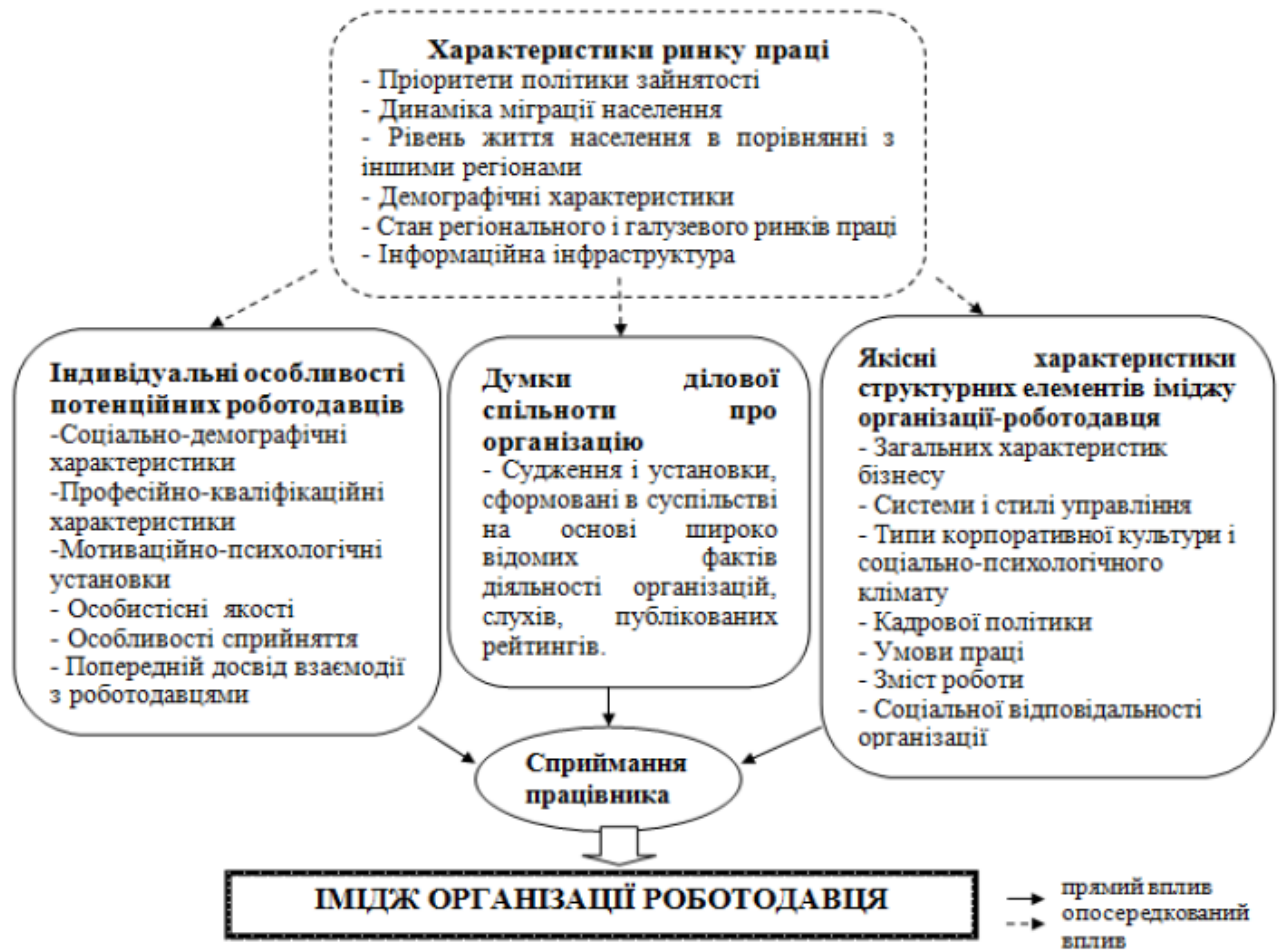 Характеристики ринку праці
- Пріоритети політики зайнятості
- Динаміка міграції населення
- Рівень життя населення в порівнянні з
іншими регіонами
- Демографічні характеристики
- Стан регіонального і галузевого ринків праці
- Інформаційна інфраструктура
Індивідуальні особливості
потенційних роботодавців
-Соціально-демографічні
характеристики
-Професійно-кваліфікаційні
характеристики
-Мотиваційно-психологічні
установки
- Особистісні якості
- Особливості сприйняття
- Попередній досвід взаємодії
з роботодавцями
Думки ділової
спільноти про
організацію
- Судження і установки,
сформовані в суспільстві
на основі широко
відомих фактів
діяльності організацій,
слухів, публікованих
рейтингів.
Якісні характеристики
структурних елементів іміджу
організації-роботодавця
- Загальних характеристик
бізнесу
- Системи і стилі управління
- Типи корпоративної культури і
соціально-психологічного
клімату
- Кадрової політики
- Умови праці
- Зміст роботи
- Соціальної відповідальності
організації
Сприймання
працівника
ІМІДЖ ОРГАНІЗАЦІЇ РОБОТОДАВЦЯ
прямий вплив
опосередкований
вплив